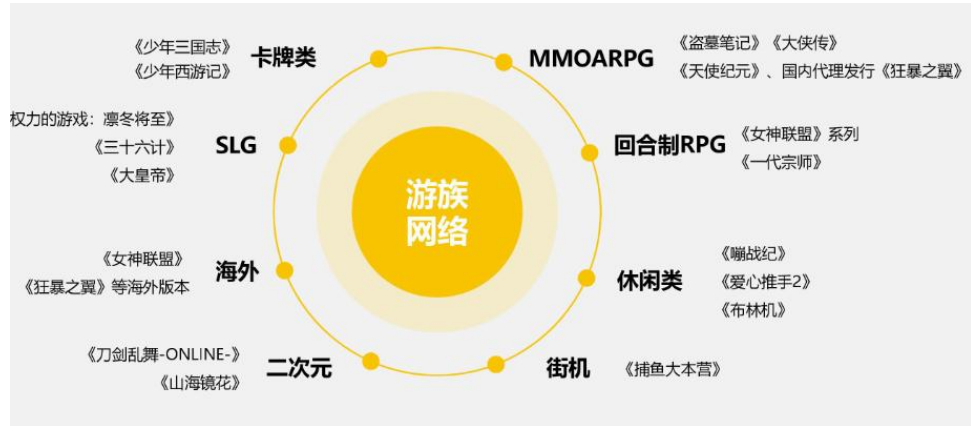 《少年三国志》
《少年西游记》
卡牌类
MMOARPG
《盗墓笔记》《大侠传》
《天使纪元》、国内代理发行《狂暴之翼》
权力的游戏：凛冬将至》
《三十六计》
《大皇帝》
SLG
回合制RPG
《女神联盟》系列
《一代宗师》
游族
网络
《女神联盟》
《狂暴之翼》等海外版本
海外
休闲类
《嘣战纪》
《爱心推手2》
《布林机》
《刀剑乱舞-ONLINE-》
《山海镜花》
二次元
街机
《捕鱼大本营》